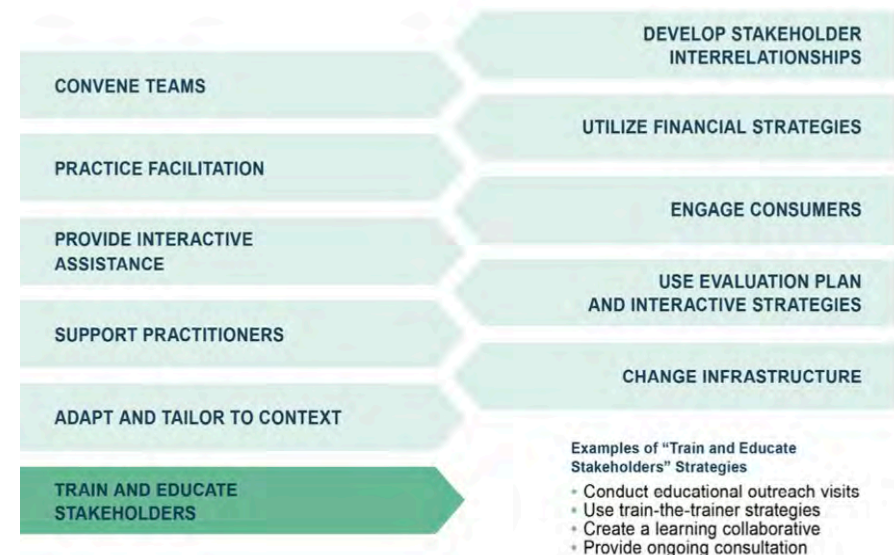 CONVENE TEAMS
PRACTICE FACILITATION
PROVIDE INTERACTIVE
ASSISTANCE
SUPPORT PRACTITIONERS
ADAPT AND TAILOR TO CONTEXT
TRAIN AND EDUCATE
STAKEHOLDERS
DEVELOP STAKEHOLDER
INTERRELATIONSHIPS
UTILIZE FINANCIAL STRATEGIES
ENGAGE CONSUMERS
USE EVALUATION PLAN
AND INTERACTIVE STRATEGIES
CHANGE INFRASTRUCTURE
Examples of “Train and Educate
Stakeholders” Strategies
• Conduct educational outreach visits
• Use train-the-trainer strategies
• Create a learning collaborative
• Provide ongoing consultation